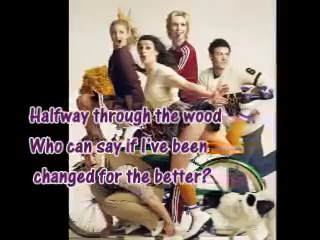 Halfway through the wood
Who can say if I've been
changed for the better?